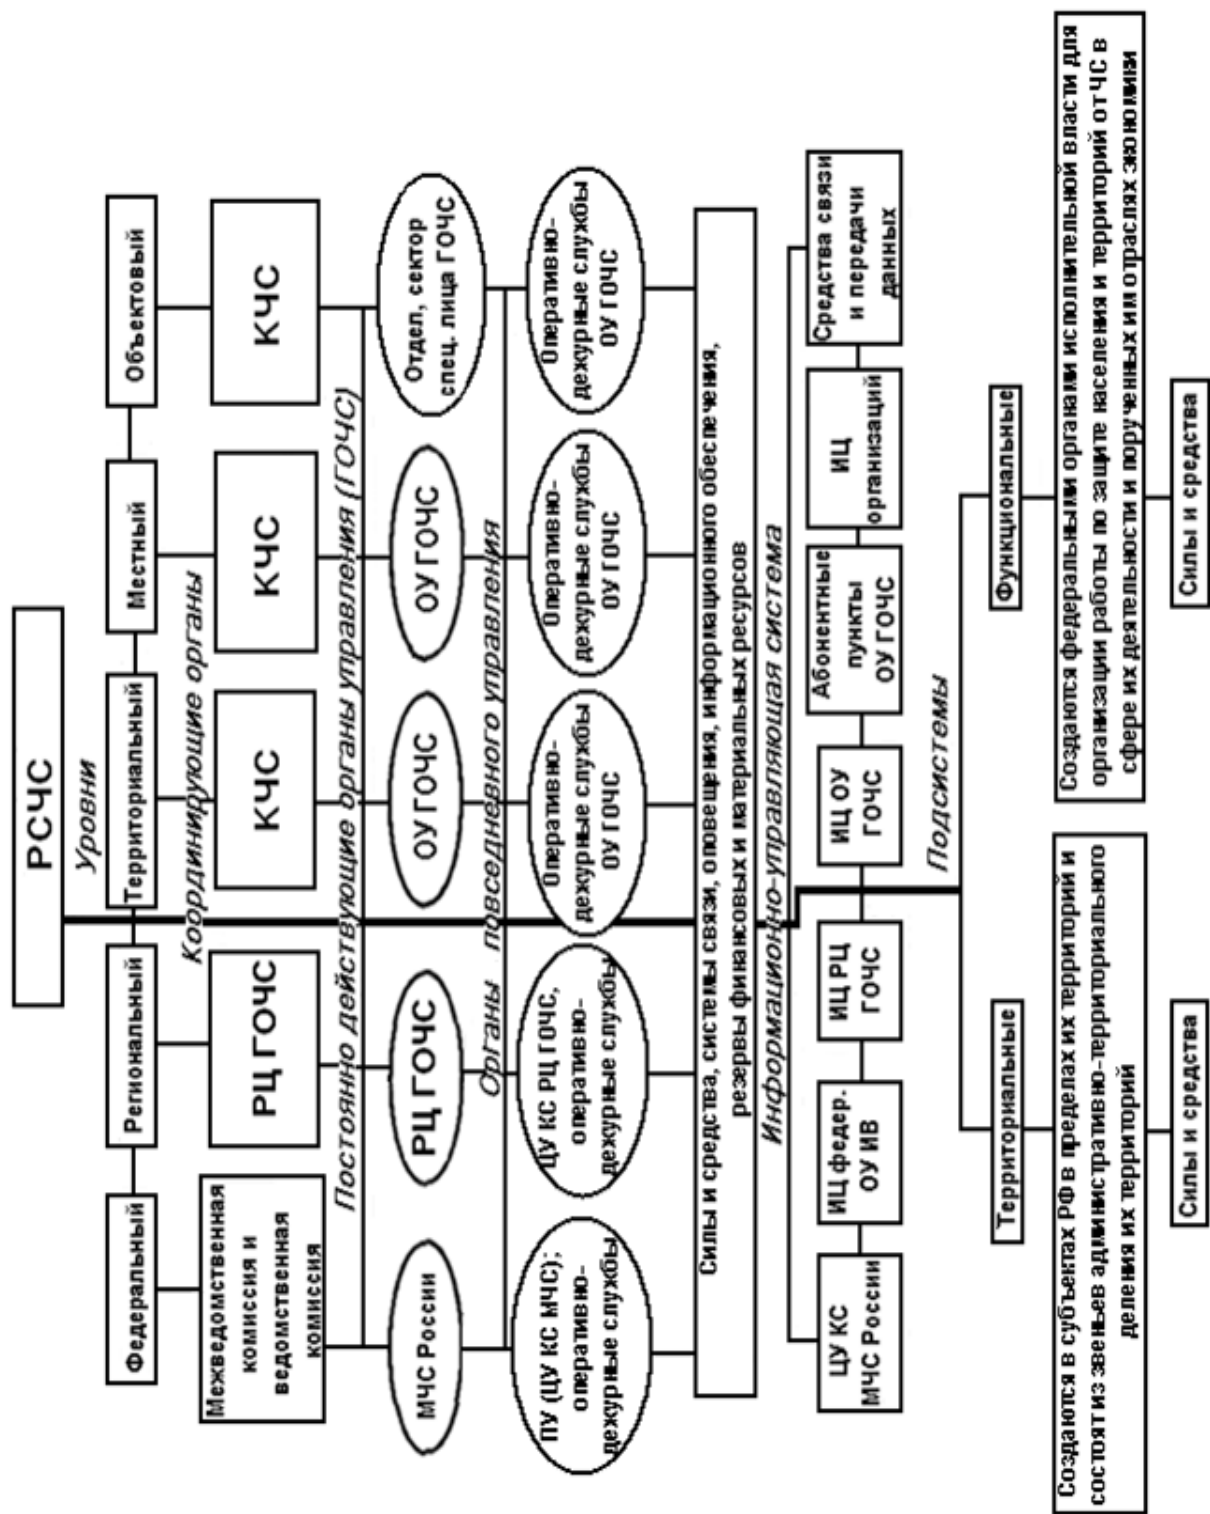 РСЧС
Уровни
Федеральный
Региональный
Территориальный
Местный
Объектовый
Координирующие органы
Межведомственная
комиссия и
ведомственная
комиссия
РЦ ГОЧС
КЧС
КЧС
КЧС
Постоянно действующие органы управления (ГОЧС)
МЧС России
РЦ ГОЧС
ОУ ГОЧС
ОУ ГОЧС
Отдел, сектор
спец. лица ГОЧС
Органы повседневного управления
ПУ (ЦУ КС МЧС);
оперативно-
дежурные службы
ЦУ КС РЦ ГОЧС,
оперативно-
дежурные службы
Оперативно-
дежурные службы
ОУ ГОЧС
Оперативно-
дежурные службы
ОУ ГОЧС
Оперативно-
дежурные службы
ОУ ГОЧС
Силы и средства, системы связи, оповещения, информационного обеспечения,
резервы финансовых и материальных ресурсов
Информационно-управляющая система
ЦУ КС
МЧС России
ИЦ федер.
ОУ ИВ
ИЦ РЦ
ГОЧС
ИЦ ОУ
ГОЧС
Абонентные
пункты
ОУ ГОЧС
ИЦ
организаций
Средства связи
и передачи
данных
Подсистемы
Территориальные
Функциональные
Создаются в субъектах РФ в пределах их территорий и
состоят из звеньев административно-территориального
деления их территорий
Создаются федеральными органами исполнительной власти для
организации работы по защите населения и территорий от ЧС в
сфере их деятельности и порученных им отраслях экономики
Силы и средства
Силы и средства